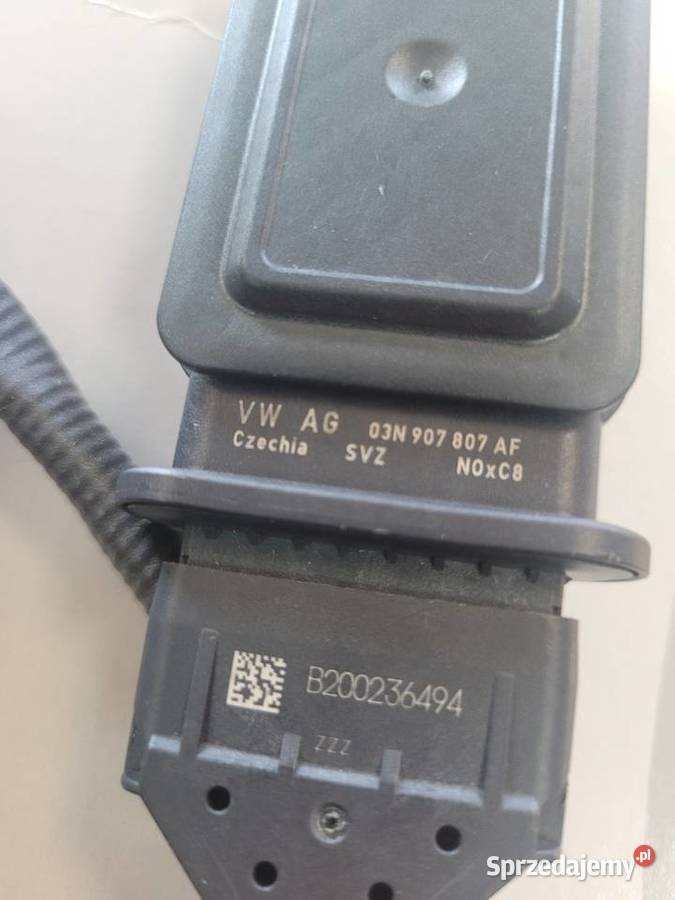 VW AG 03N 907 807 AF
Czechia SVZ NOxC8
B200236494
ZZZ
Sprzedajemy.pl